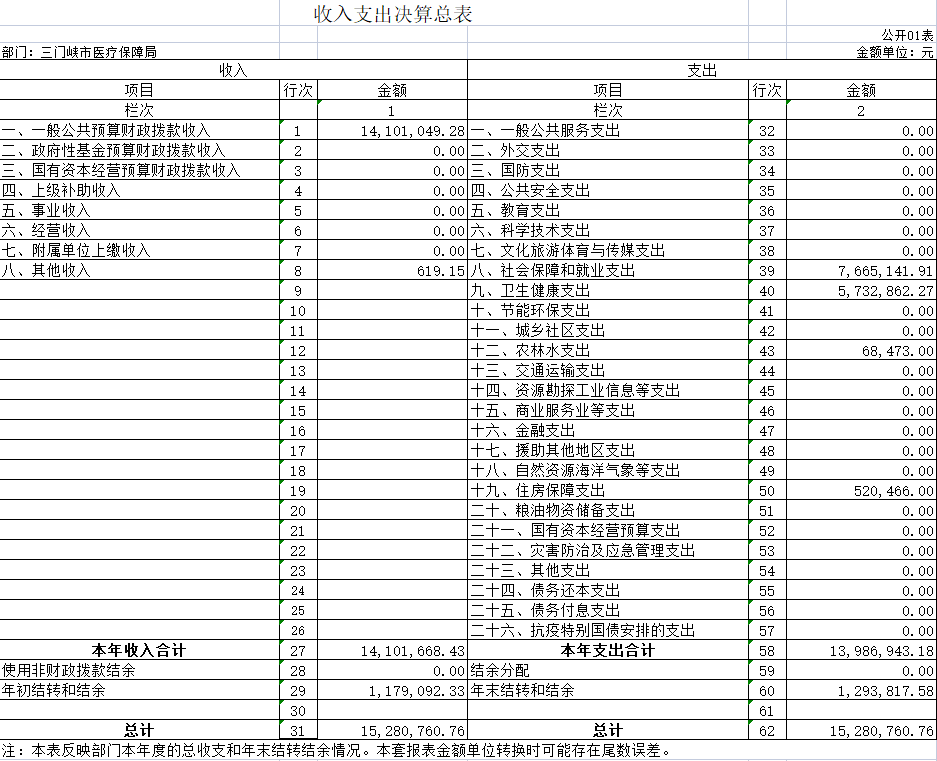 收入支出决算总表
公开01表
部门：三门峡市医疗保障局 金额单位：元
收入 支出
项目 行次 金额 项目 行次 金额
栏次 1 栏次 2
一、一般公共预算财政拨款收入 1 14,101,049.28 一、一般公共服务支出 32 0.00
二、政府性基金预算财政拨款收入 2 0.00 二、外交支出 33 0.00
三、国有资本经营预算财政拨款收入 3 0.00 三、国防支出 34 0.00
四、上级补助收入 4 0.00 四、公共安全支出 35 0.00
五、事业收入 5 0.00 五、教育支出 36 0.00
六、经营收入 6 0.00 六、科学技术支出 37 0.00
七、附属单位上缴收入 7 0.00 七、文化旅游体育与传媒支出 38 0.00
八、其他收入 8 619.15 八、社会保障和就业支出 39 7,665,141.91
9 九、卫生健康支出 40 5,732,862.27
10 十、节能环保支出 41 0.00
11 十一、城乡社区支出 42 0.00
12 十二、农林水支出 43 68,473.00
13 十三、交通运输支出 44 0.00
14 十四、资源勘探工业信息等支出 45 0.00
15 十五、商业服务业等支出 46 0.00
16 十六、金融支出 47 0.00
17 十七、援助其他地区支出 48 0.00
18 十八、自然资源海洋气象等支出 49 0.00
19 十九、住房保障支出 50 520,466.00
20 二十、粮油物资储备支出 51 0.00
21 二十一、国有资本经营预算支出 52 0.00
22 二十二、灾害防治及应急管理支出 53 0.00
23 二十三、其他支出 54 0.00
24 二十四、债务还本支出 55 0.00
25 二十五、债务付息支出 56 0.00
26 二十六、抗疫特别国债安排的支出 57 0.00
本年收入合计 27 14,101,668.43 本年支出合计 58 13,986,943.18
使用非财政拨款结余 28 0.00 结余分配 59 0.00
年初结转和结余 29 1,179,092.33 年末结转和结余 60 1,293,817.58
30 61
总计 31 15,280,760.76 总计 62 15,280,760.76
注：本表反映部门本年度的总收支和年末结转结余情况。本套报表金额单位转换时可能存在尾数误差。